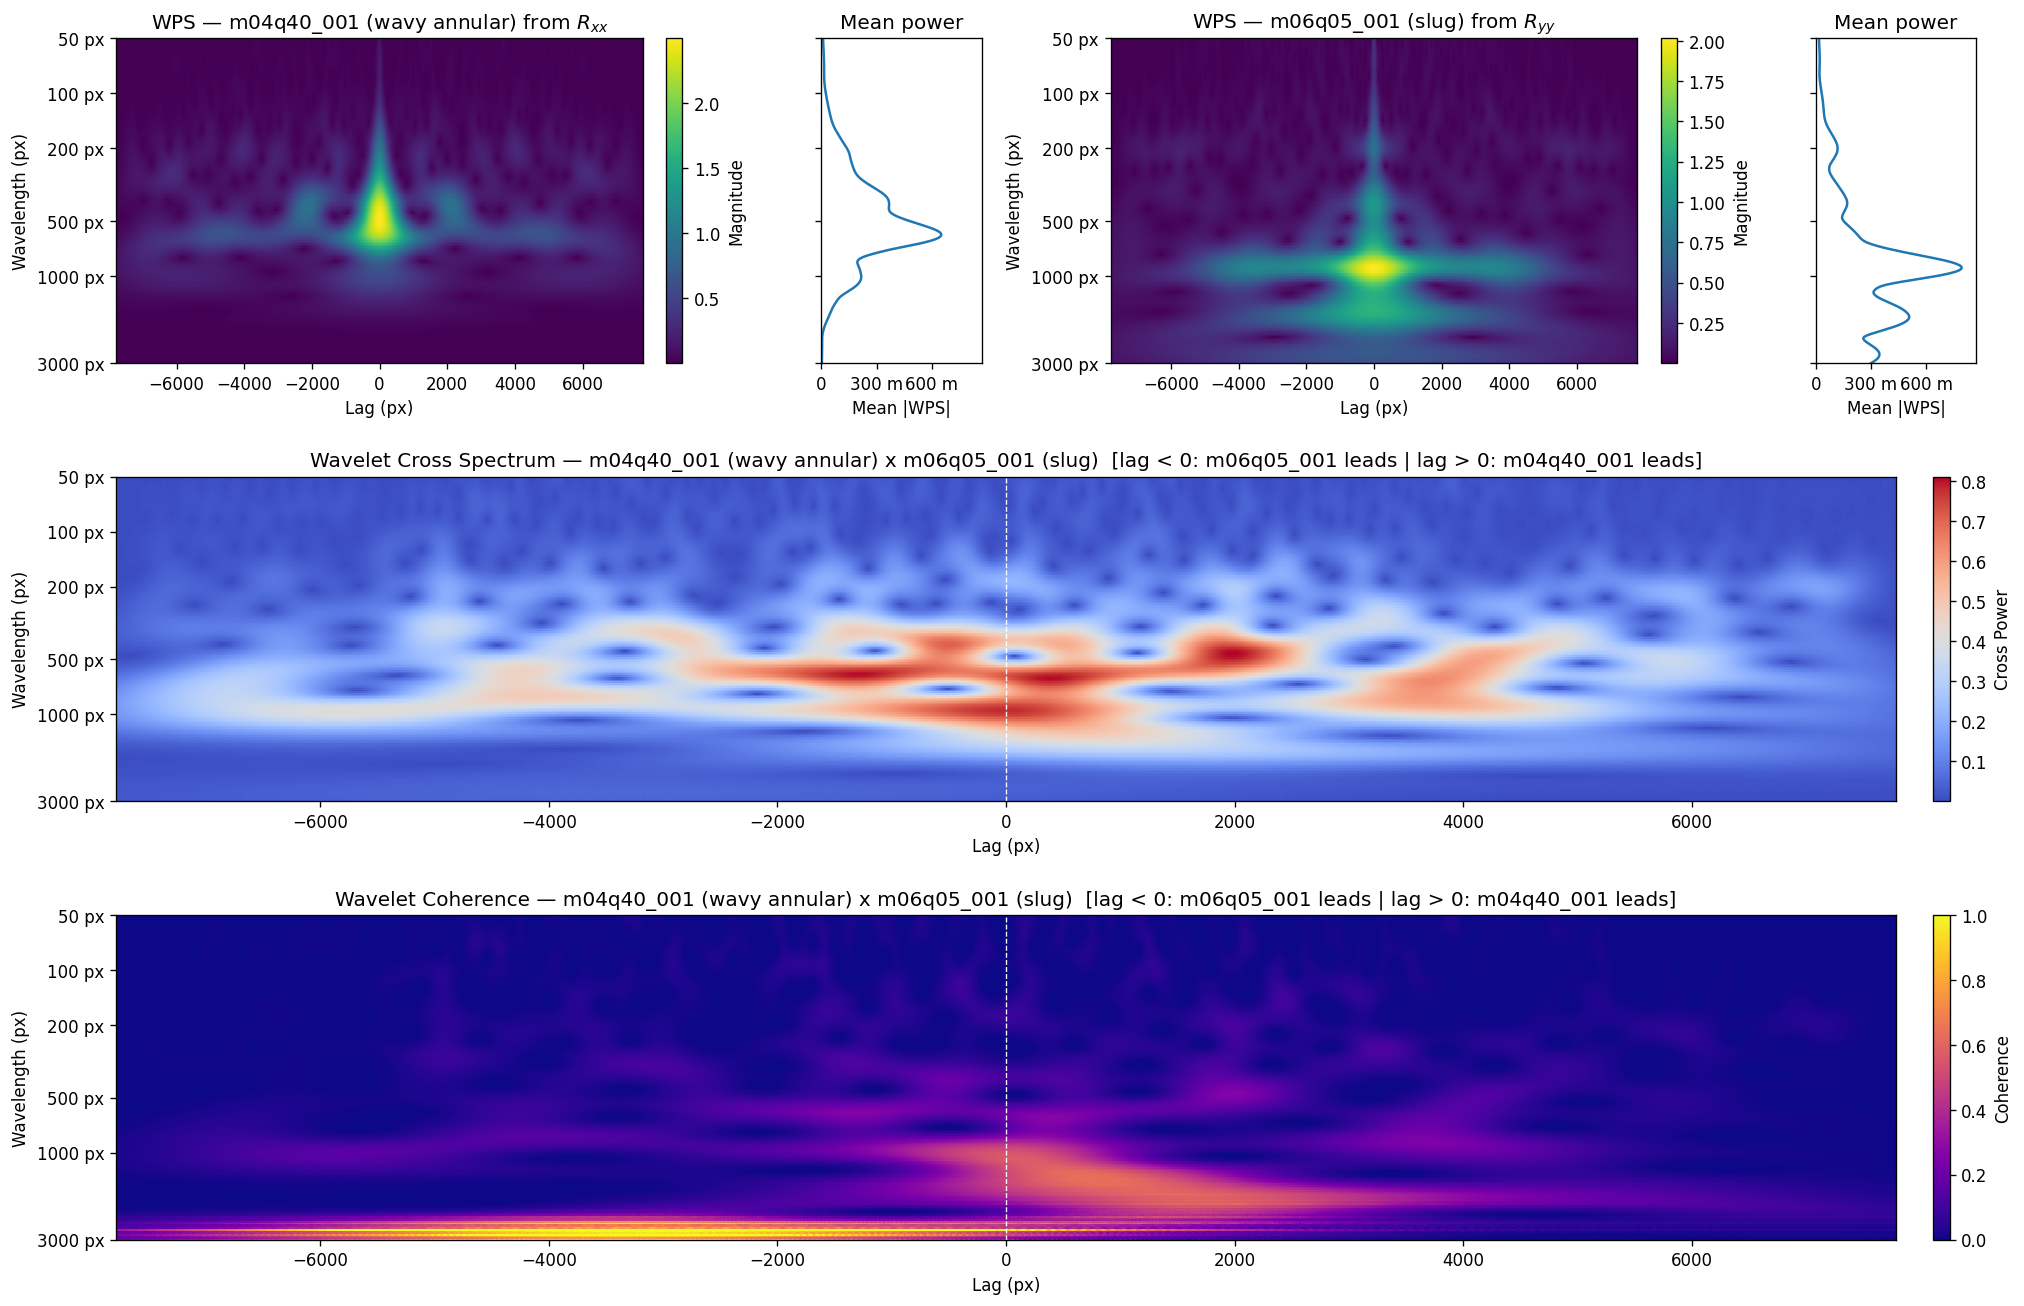 WPS — m04q40_001 (wavy annular) from Rxx
50 px
100 px
200 px
500 px
1000 px
3000 px
Wavelength (px)
−6000 −4000 −2000 0 2000 4000 6000
Lag (px)
2.0
1.5
1.0
0.5
Magnitude
Mean power
0 300 m 600 m
Mean |WPS|
WPS — m06q05_001 (slug) from Ryy
50 px
100 px
200 px
500 px
1000 px
3000 px
Wavelength (px)
−6000 −4000 −2000 0 2000 4000 6000
Lag (px)
2.00
1.75
1.50
1.25
1.00
0.75
0.50
0.25
Magnitude
Mean power
0 300 m 600 m
Mean |WPS|
Wavelet Cross Spectrum — m04q40_001 (wavy annular) x m06q05_001 (slug) [lag < 0: m06q05_001 leads | lag > 0: m04q40_001 leads]
50 px
100 px
200 px
500 px
1000 px
3000 px
Wavelength (px)
−6000 −4000 −2000 0 2000 4000 6000
Lag (px)
0.8
0.7
0.6
0.5
0.4
0.3
0.2
0.1
Cross Power
Wavelet Coherence — m04q40_001 (wavy annular) x m06q05_001 (slug) [lag < 0: m06q05_001 leads | lag > 0: m04q40_001 leads]
50 px
100 px
200 px
500 px
1000 px
3000 px
Wavelength (px)
−6000 −4000 −2000 0 2000 4000 6000
Lag (px)
1.0
0.8
0.6
0.4
0.2
0.0
Coherence